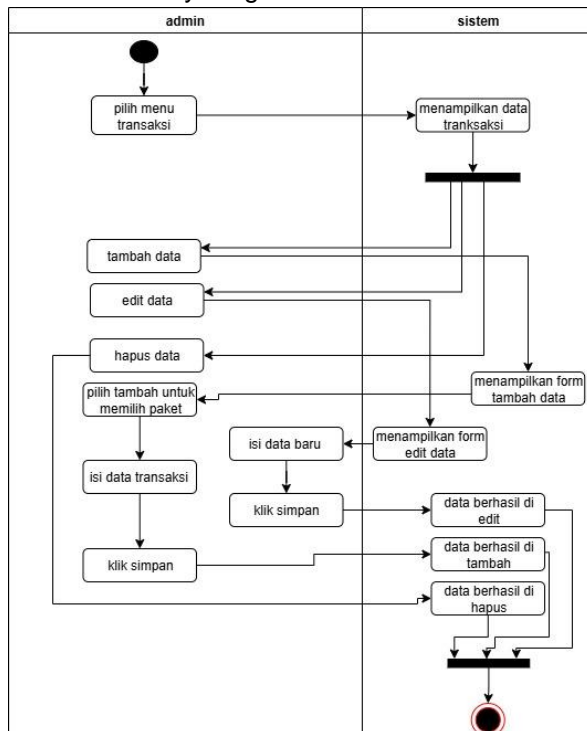 admin
sistem
pilih menu
transaksi
menampilkan data
tranksaksi
tambah data
edit data
hapus data
menampilkan form
tambah data
pilih tambah untuk
memilih paket
isi data baru
menampilkan form
edit data
isi data transaksi
klik simpan
data berhasil di
edit
klik simpan
data berhasil di
tambah
data berhasil di
hapus